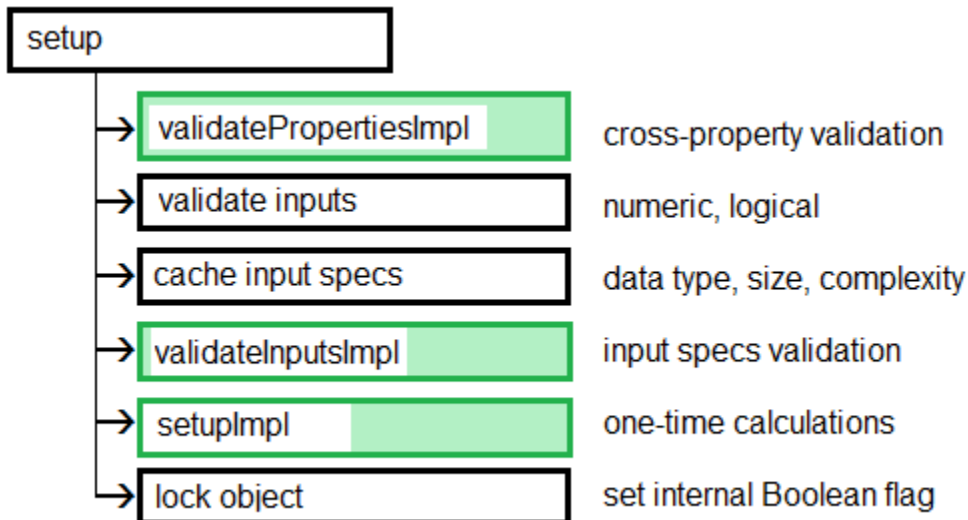 setup
validatePropertiesImpl cross-property validation
validate inputs numeric, logical
cache input specs data type, size, complexity
validateInputsImpl input specs validation
setupImpl one-time calculations
lock object set internal Boolean flag